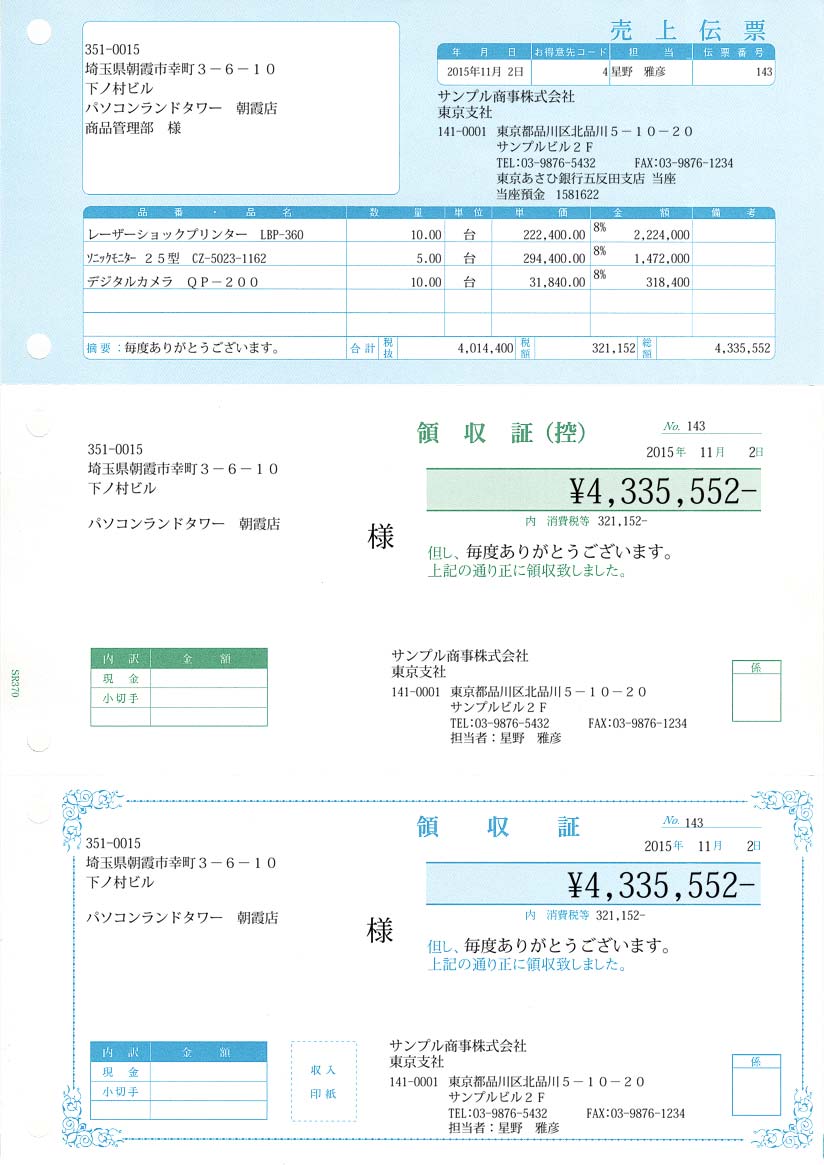 売上伝票
351-0015
埼玉県朝霞市幸町３－６－１０
下ノ村ビル
パソコンランドタワー　朝霞店
商品管理部　様
年月日　お得意先コード　担当　伝票番号
2015年11月 2日　4　星野　雅彦　143
サンプル商事株式会社
東京支社
141-0001　東京都品川区北品川５－１０－２０
サンプルビル２Ｆ
TEL:03-9876-5432　FAX:03-9876-1234
東京あさひ銀行五反田支店 当座
当座預金　1581622
品番・品名　数量　単位　単価　金額　備考
レーザーショックプリンター　LBP-360　10.00　台　222,400.00　8%　2,224,000
ｿﾆｯｸﾓﾆﾀｰ ２５型　CZ-5023-1162　5.00　台　294,400.00　8%　1,472,000
デジタルカメラ　ＱＰ－２００　10.00　台　31,840.00　8%　318,400
摘要：毎度ありがとうございます。　合計　税抜　4,014,400　税額　321,152　総額　4,335,552
領収証（控）
No. 143
2015年　11月　2日
351-0015
埼玉県朝霞市幸町３－６－１０
下ノ村ビル
パソコンランドタワー　朝霞店
様
¥4,335,552-
内　消費税等　321,152-
但し、毎度ありがとうございます。
上記の通り正に領収致しました。
内訳　金額
現金
小切手
サンプル商事株式会社
東京支社
141-0001　東京都品川区北品川５－１０－２０
サンプルビル２Ｆ
TEL:03-9876-5432　FAX:03-9876-1234
担当者：星野　雅彦
係
SR370
領収証
No. 143
2015年　11月　2日
351-0015
埼玉県朝霞市幸町３－６－１０
下ノ村ビル
パソコンランドタワー　朝霞店
様
¥4,335,552-
内　消費税等　321,152-
但し、毎度ありがとうございます。
上記の通り正に領収致しました。
内訳　金額
現金
小切手
収入
印紙
サンプル商事株式会社
東京支社
141-0001　東京都品川区北品川５－１０－２０
サンプルビル２Ｆ
TEL:03-9876-5432　FAX:03-9876-1234
担当者：星野　雅彦
係